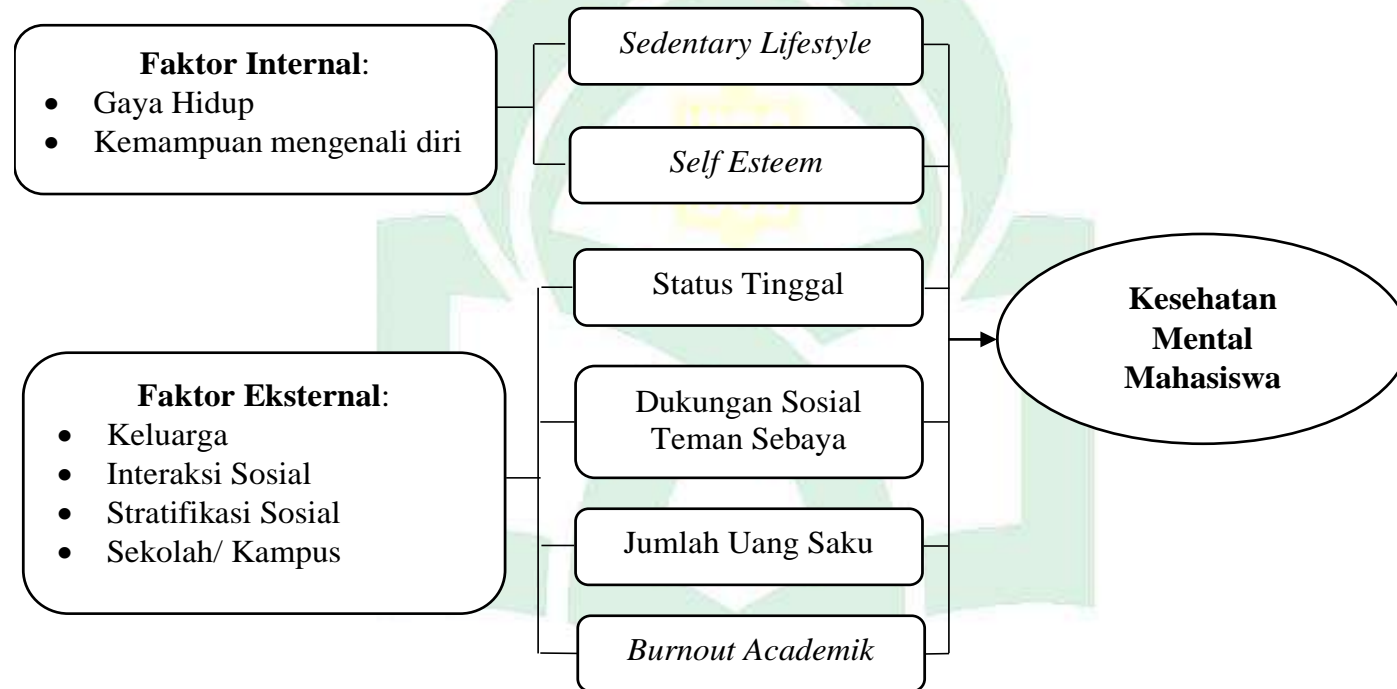 Faktor Internal:
• Gaya Hidup
• Kemampuan mengenali diri
Sedentary Lifestyle
Self Esteem
Faktor Eksternal:
• Keluarga
• Interaksi Sosial
• Stratifikasi Sosial
• Sekolah/ Kampus
Status Tinggal
Dukungan Sosial
Teman Sebaya
Jumlah Uang Saku
Burnout Academik
Kesehatan
Mental
Mahasiswa